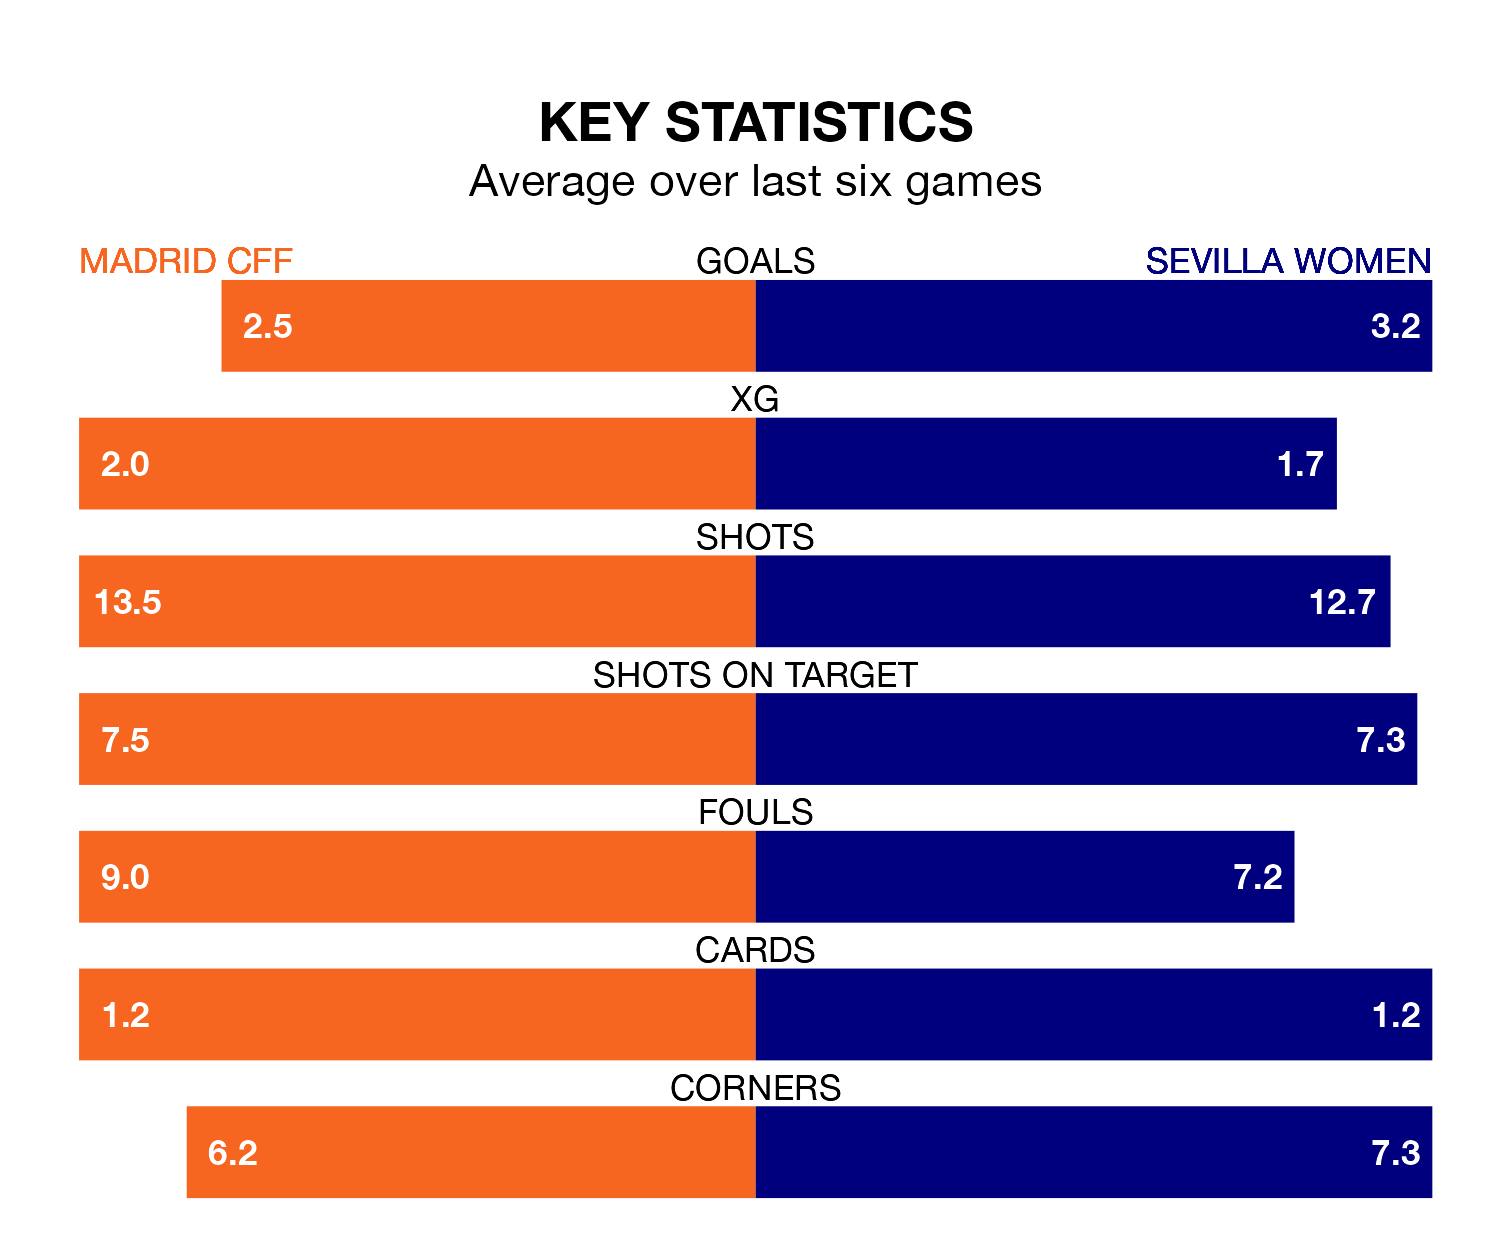 KEY STATISTICS
Average over last six games
MADRID CFF GOALS SEVILLA WOMEN
2.5 3.2
XG
2.0 1.7
SHOTS
13.5 12.7
SHOTS ON TARGET
7.5 7.3
FOULS
9.0 7.2
CARDS
1.2 1.2
CORNERS
6.2 7.3